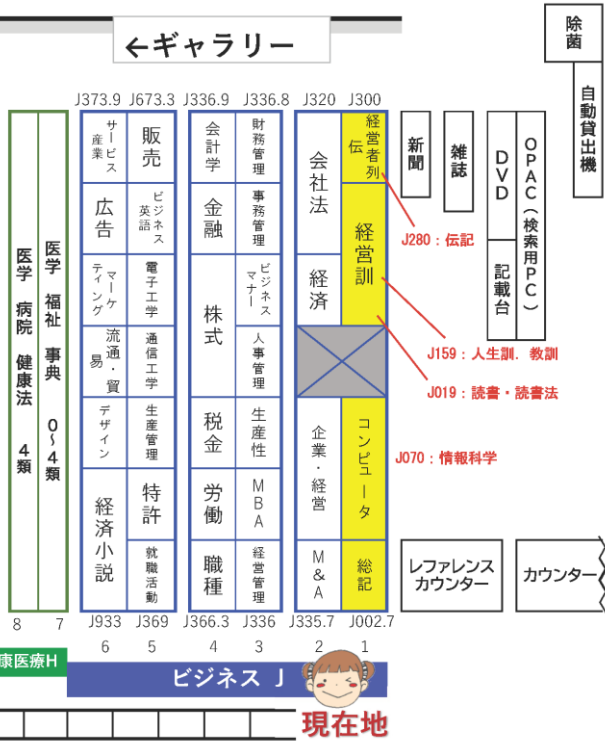 ←ギャラリー
除菌
自動貸出機
J373.9 J673.3 J336.9 J336.8 J320 J300
サービス産業
販売
会計学
財務管理
会社法
経営者列伝
新聞
雑誌
DVD
OPAC（検索用PC）
広告
ビジネス英語
金融
事務管理
経営訓
J280：伝記
マーケティング
電子工学
株式
ビジネスマナー
経済
記載台
流通・貿易
通信工学
人事管理
J159：人生訓．教訓
J019：読書・読書法
デザイン
生産管理
税金
生産性
企業・経営
コンピュータ
J070：情報科学
経済小説
特許
労働
MBA
就職活動
職種
経営管理
M&A
総記
レファレンス
カウンター
カウンター
医学 病院 健康法 4類
医学 福祉 事典 0～4類
J933 J369 J366.3 J336 J335.7 J002.7
8 7 6 5 4 3 2 1
康医療H
ビジネス J
現在地